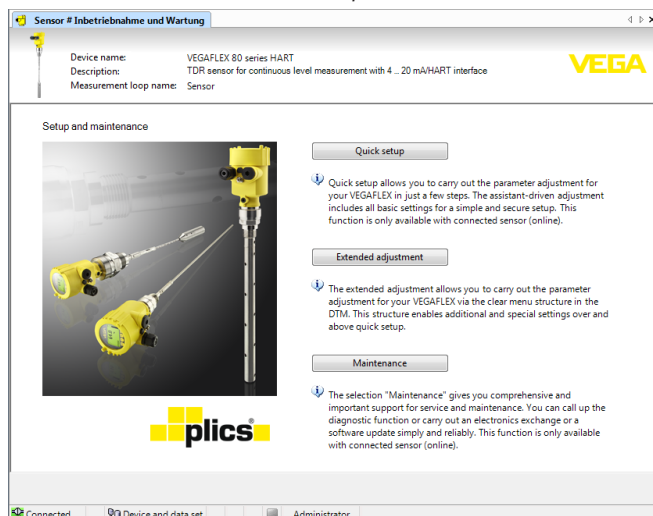 Sensor # Inbetriebnahme und Wartung
Device name: VEGAFLEX 80 series HART
Description: TDR sensor for continuous level measurement with 4 .. 20 mA/HART interface
Measurement loop name: Sensor
VEGA
Setup and maintenance
Quick setup
Quick setup allows you to carry out the parameter adjustment for
your VEGAFLEX in just a few steps. The assistant-driven adjustment
includes all basic settings for a simple and secure setup. This
function is only available with connected sensor (online).
Extended adjustment
The extended adjustment allows you to carry out the parameter
adjustment for your VEGAFLEX via the clear menu structure in the
DTM. This structure enables additional and special settings over and
above quick setup.
Maintenance
The selection "Maintenance" gives you comprehensive and
important support for service and maintenance. You can call up the
diagnostic function or carry out an electronics exchange or a
software update simply and reliably. This function is only available
with connected sensor (online).
plics®
Connected Device and data set Administrator